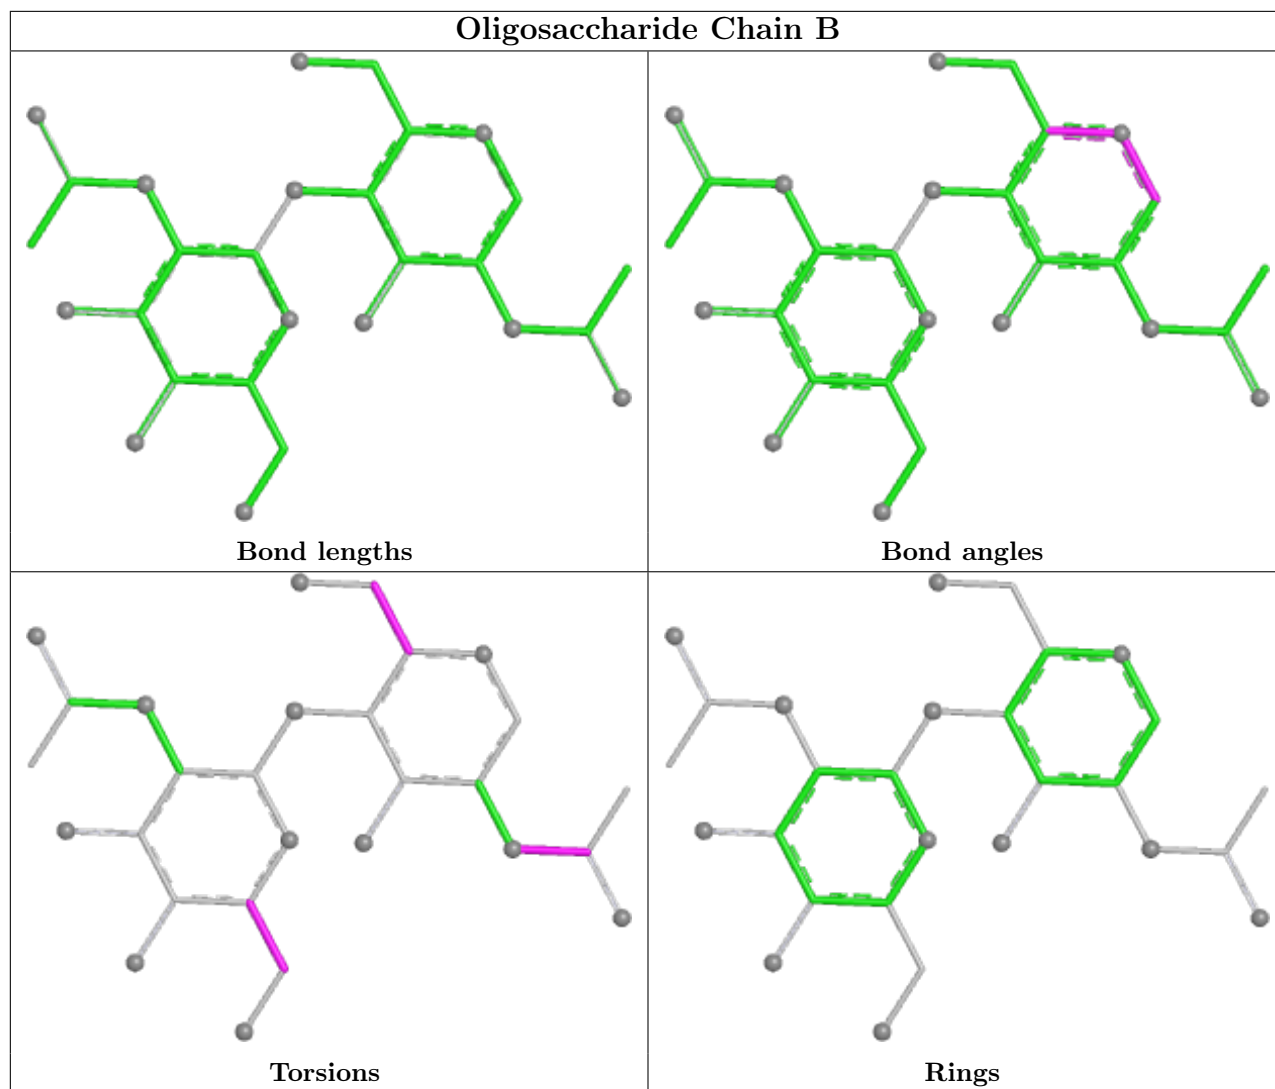 Oligosaccharide Chain B
Bond lengths
Bond angles
Torsions
Rings